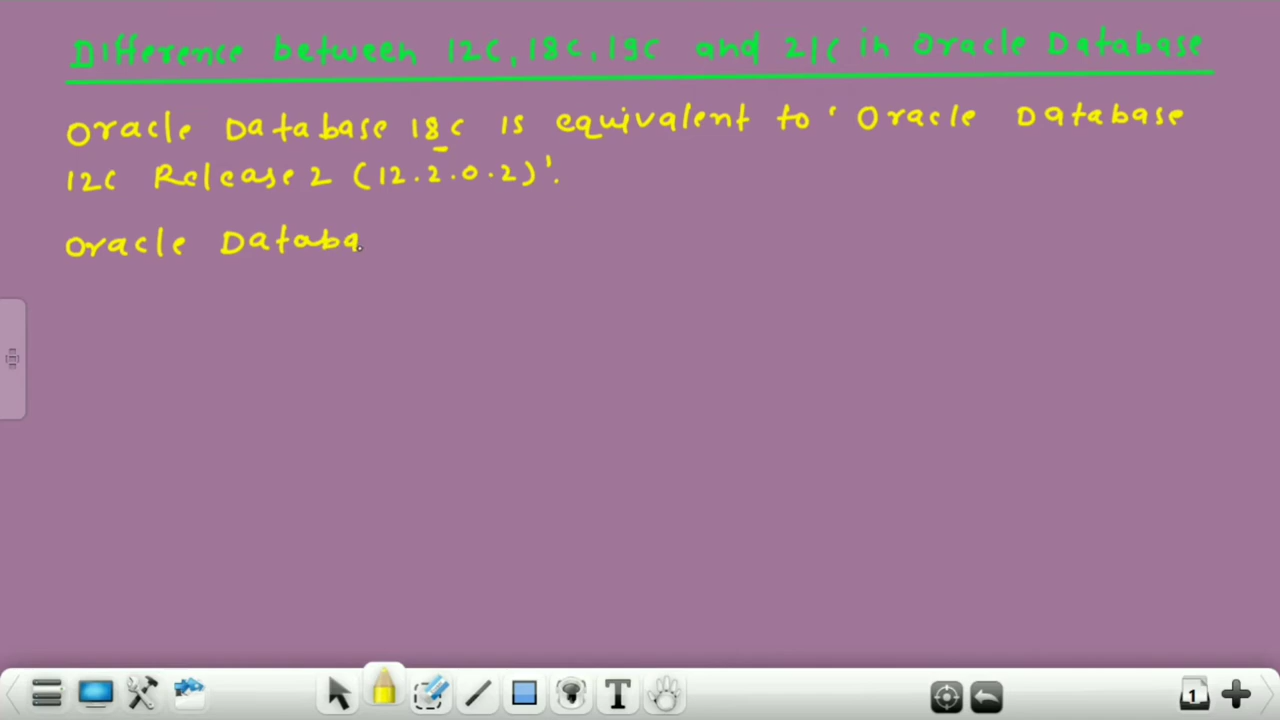 Difference between 12C, 18C, 19C and 21C in Oracle Database
Oracle Database 18C is equivalent to ' Oracle Database
12C Release 2 (12.2.0.2)'.
Oracle Databa
T
1